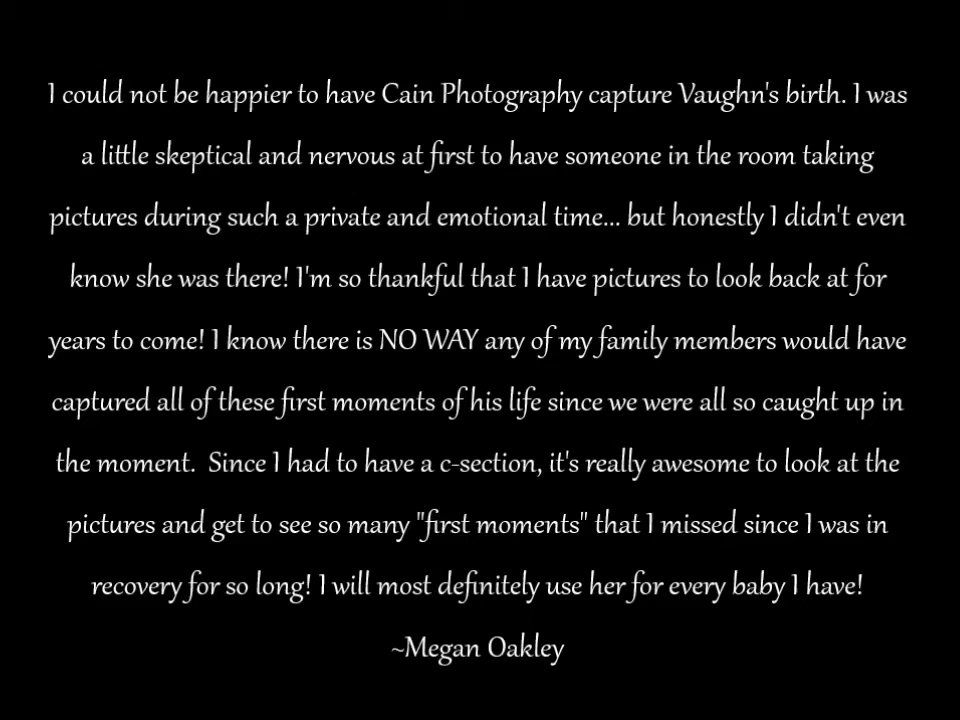 I could not be happier to have Cain Photography capture Vaughn's birth. I was
a little skeptical and nervous at first to have someone in the room taking
pictures during such a private and emotional time... but honestly I didn't even
know she was there! I'm so thankful that I have pictures to look back at for
years to come! I know there is NO WAY any of my family members would have
captured all of these first moments of his life since we were all so caught up in
the moment.  Since I had to have a c-section, it's really awesome to look at the
pictures and get to see so many "first moments" that I missed since I was in
recovery for so long! I will most definitely use her for every baby I have!
~Megan Oakley